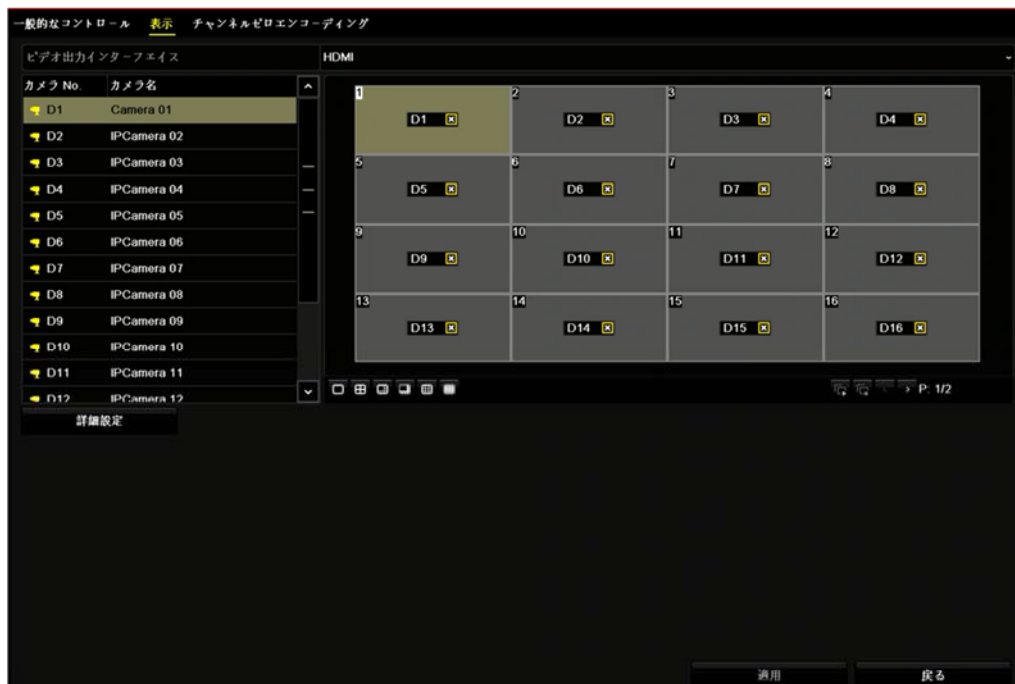 一般的なコントロール 表示 チャンネルゼロエンコーディング
ビデオ出力インターフェイス HDMI
カメラ No. カメラ名
D1 Camera 01
D2 IPCamera 02
D3 IPCamera 03
D4 IPCamera 04
D5 IPCamera 05
D6 IPCamera 06
D7 IPCamera 07
D8 IPCamera 08
D9 IPCamera 09
D10 IPCamera 10
D11 IPCamera 11
D12 IPCamera 12
1 2 3 4
D1 D2 D3 D4
5 6 7 8
D5 D6 D7 D8
9 10 11 12
D9 D10 D11 D12
13 14 15 16
D13 D14 D15 D16
P: 1/2
詳細設定
適用 戻る